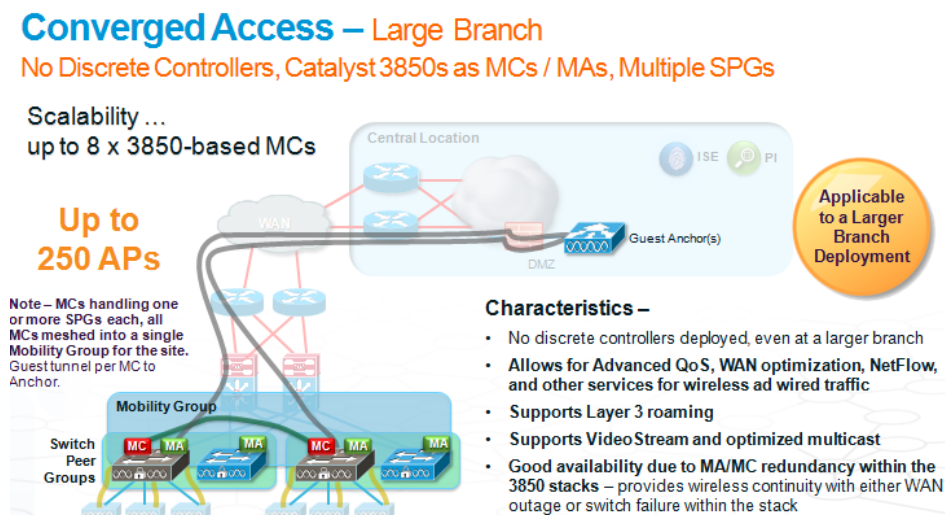 Converged Access – Large Branch
No Discrete Controllers, Catalyst 3850s as MCs / MAs, Multiple SPGs
Scalability ...
up to 8 x 3850-based MCs
Central Location
ISE
PI
WAN
Up to
250 APs
Guest Anchor(s)
DMZ
Applicable
to a Larger
Branch
Deployment
Note – MCs handling one
or more SPGs each, all
MCs meshed into a single
Mobility Group for the site.
Guest tunnel per MC to
Anchor.
Mobility Group
Switch
Peer
Groups
MC
MA
MA
MC
MA
MA
Characteristics –
• No discrete controllers deployed, even at a larger branch
• Allows for Advanced QoS, WAN optimization, NetFlow,
and other services for wireless ad wired traffic
• Supports Layer 3 roaming
• Supports VideoStream and optimized multicast
• Good availability due to MA/MC redundancy within the
3850 stacks – provides wireless continuity with either WAN
outage or switch failure within the stack